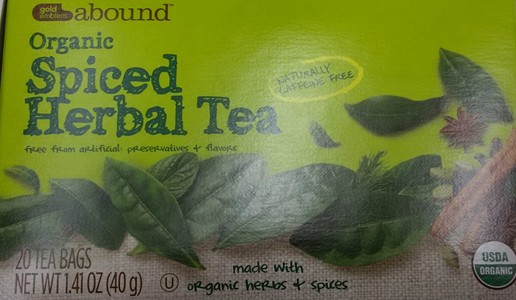 gold emblem abound™
Organic
Spiced
Herbal Tea
NATURALLY
CAFFEINE FREE
free from artificial: preservatives & flavors
20 TEA BAGS
NET WT 1.41 OZ (40 g)
U
made with
organic herbs & spices
USDA
ORGANIC